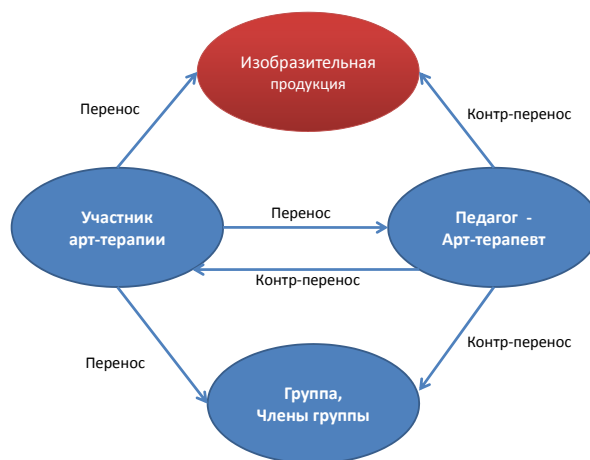 Изобразительная
продукция
Перенос
Контр-перенос
Участник
арт-терапии
Перенос
Педагог -
Арт-терапевт
Контр-перенос
Перенос
Контр-перенос
Группа,
Члены группы